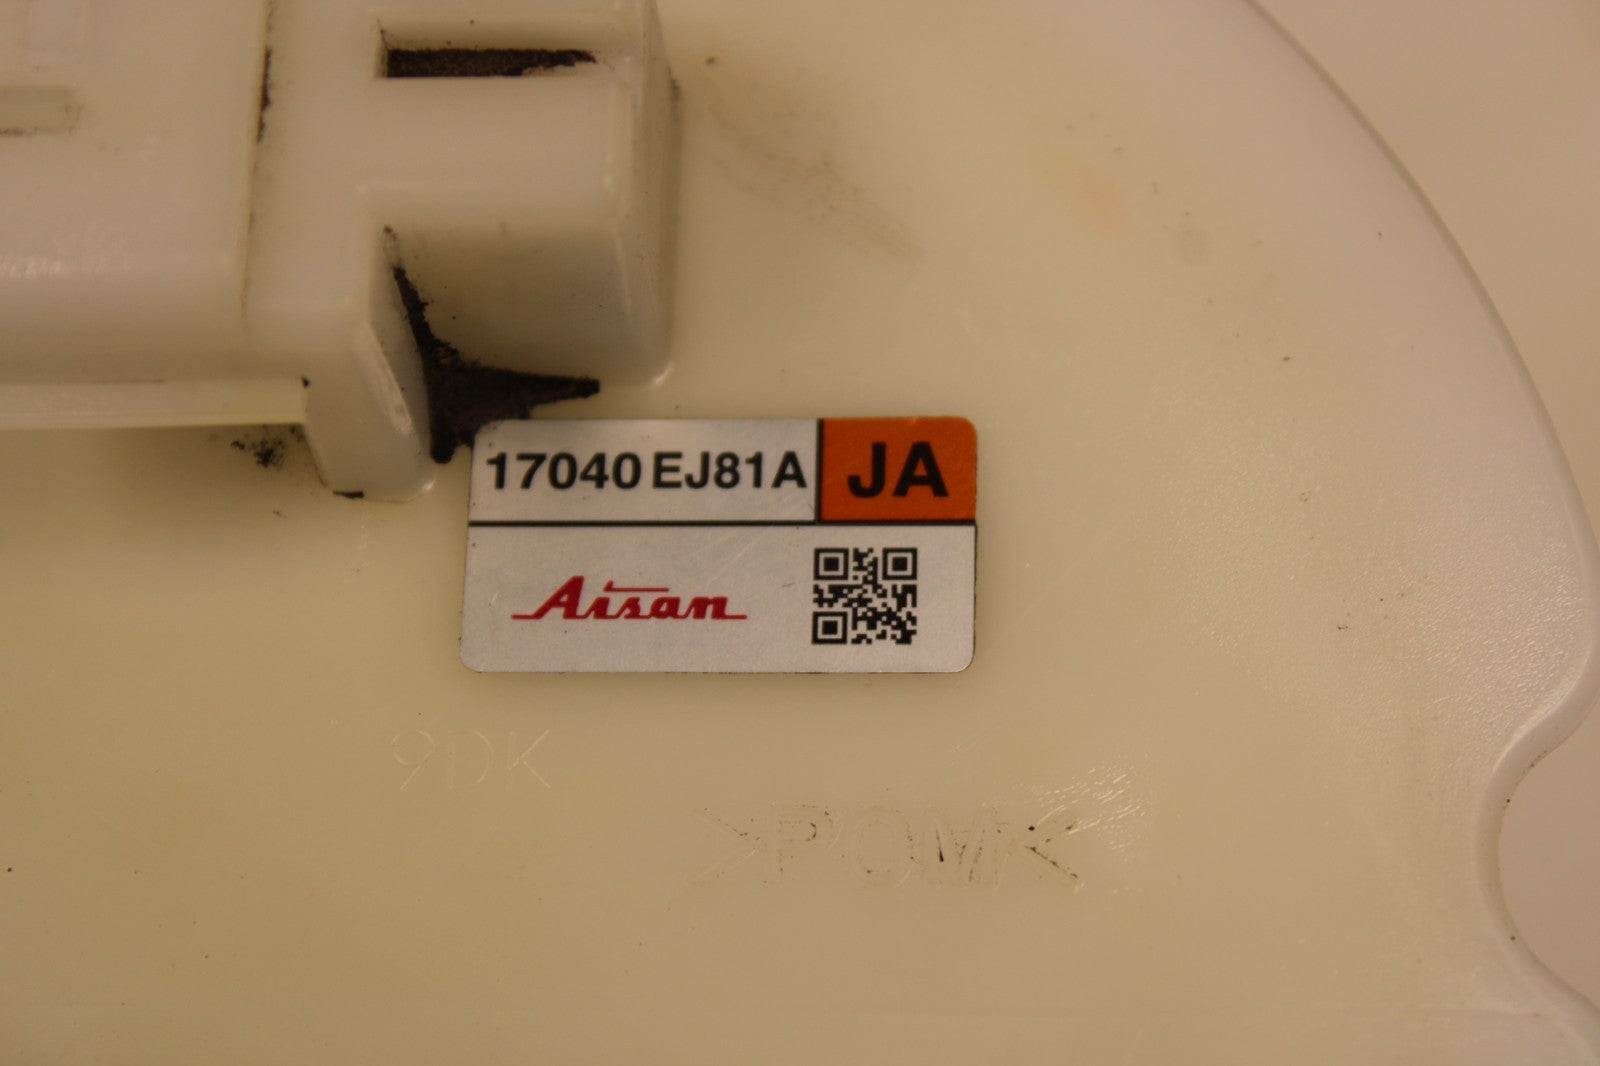 17040 EJ81A JA
Aisan
9DK
>POM<